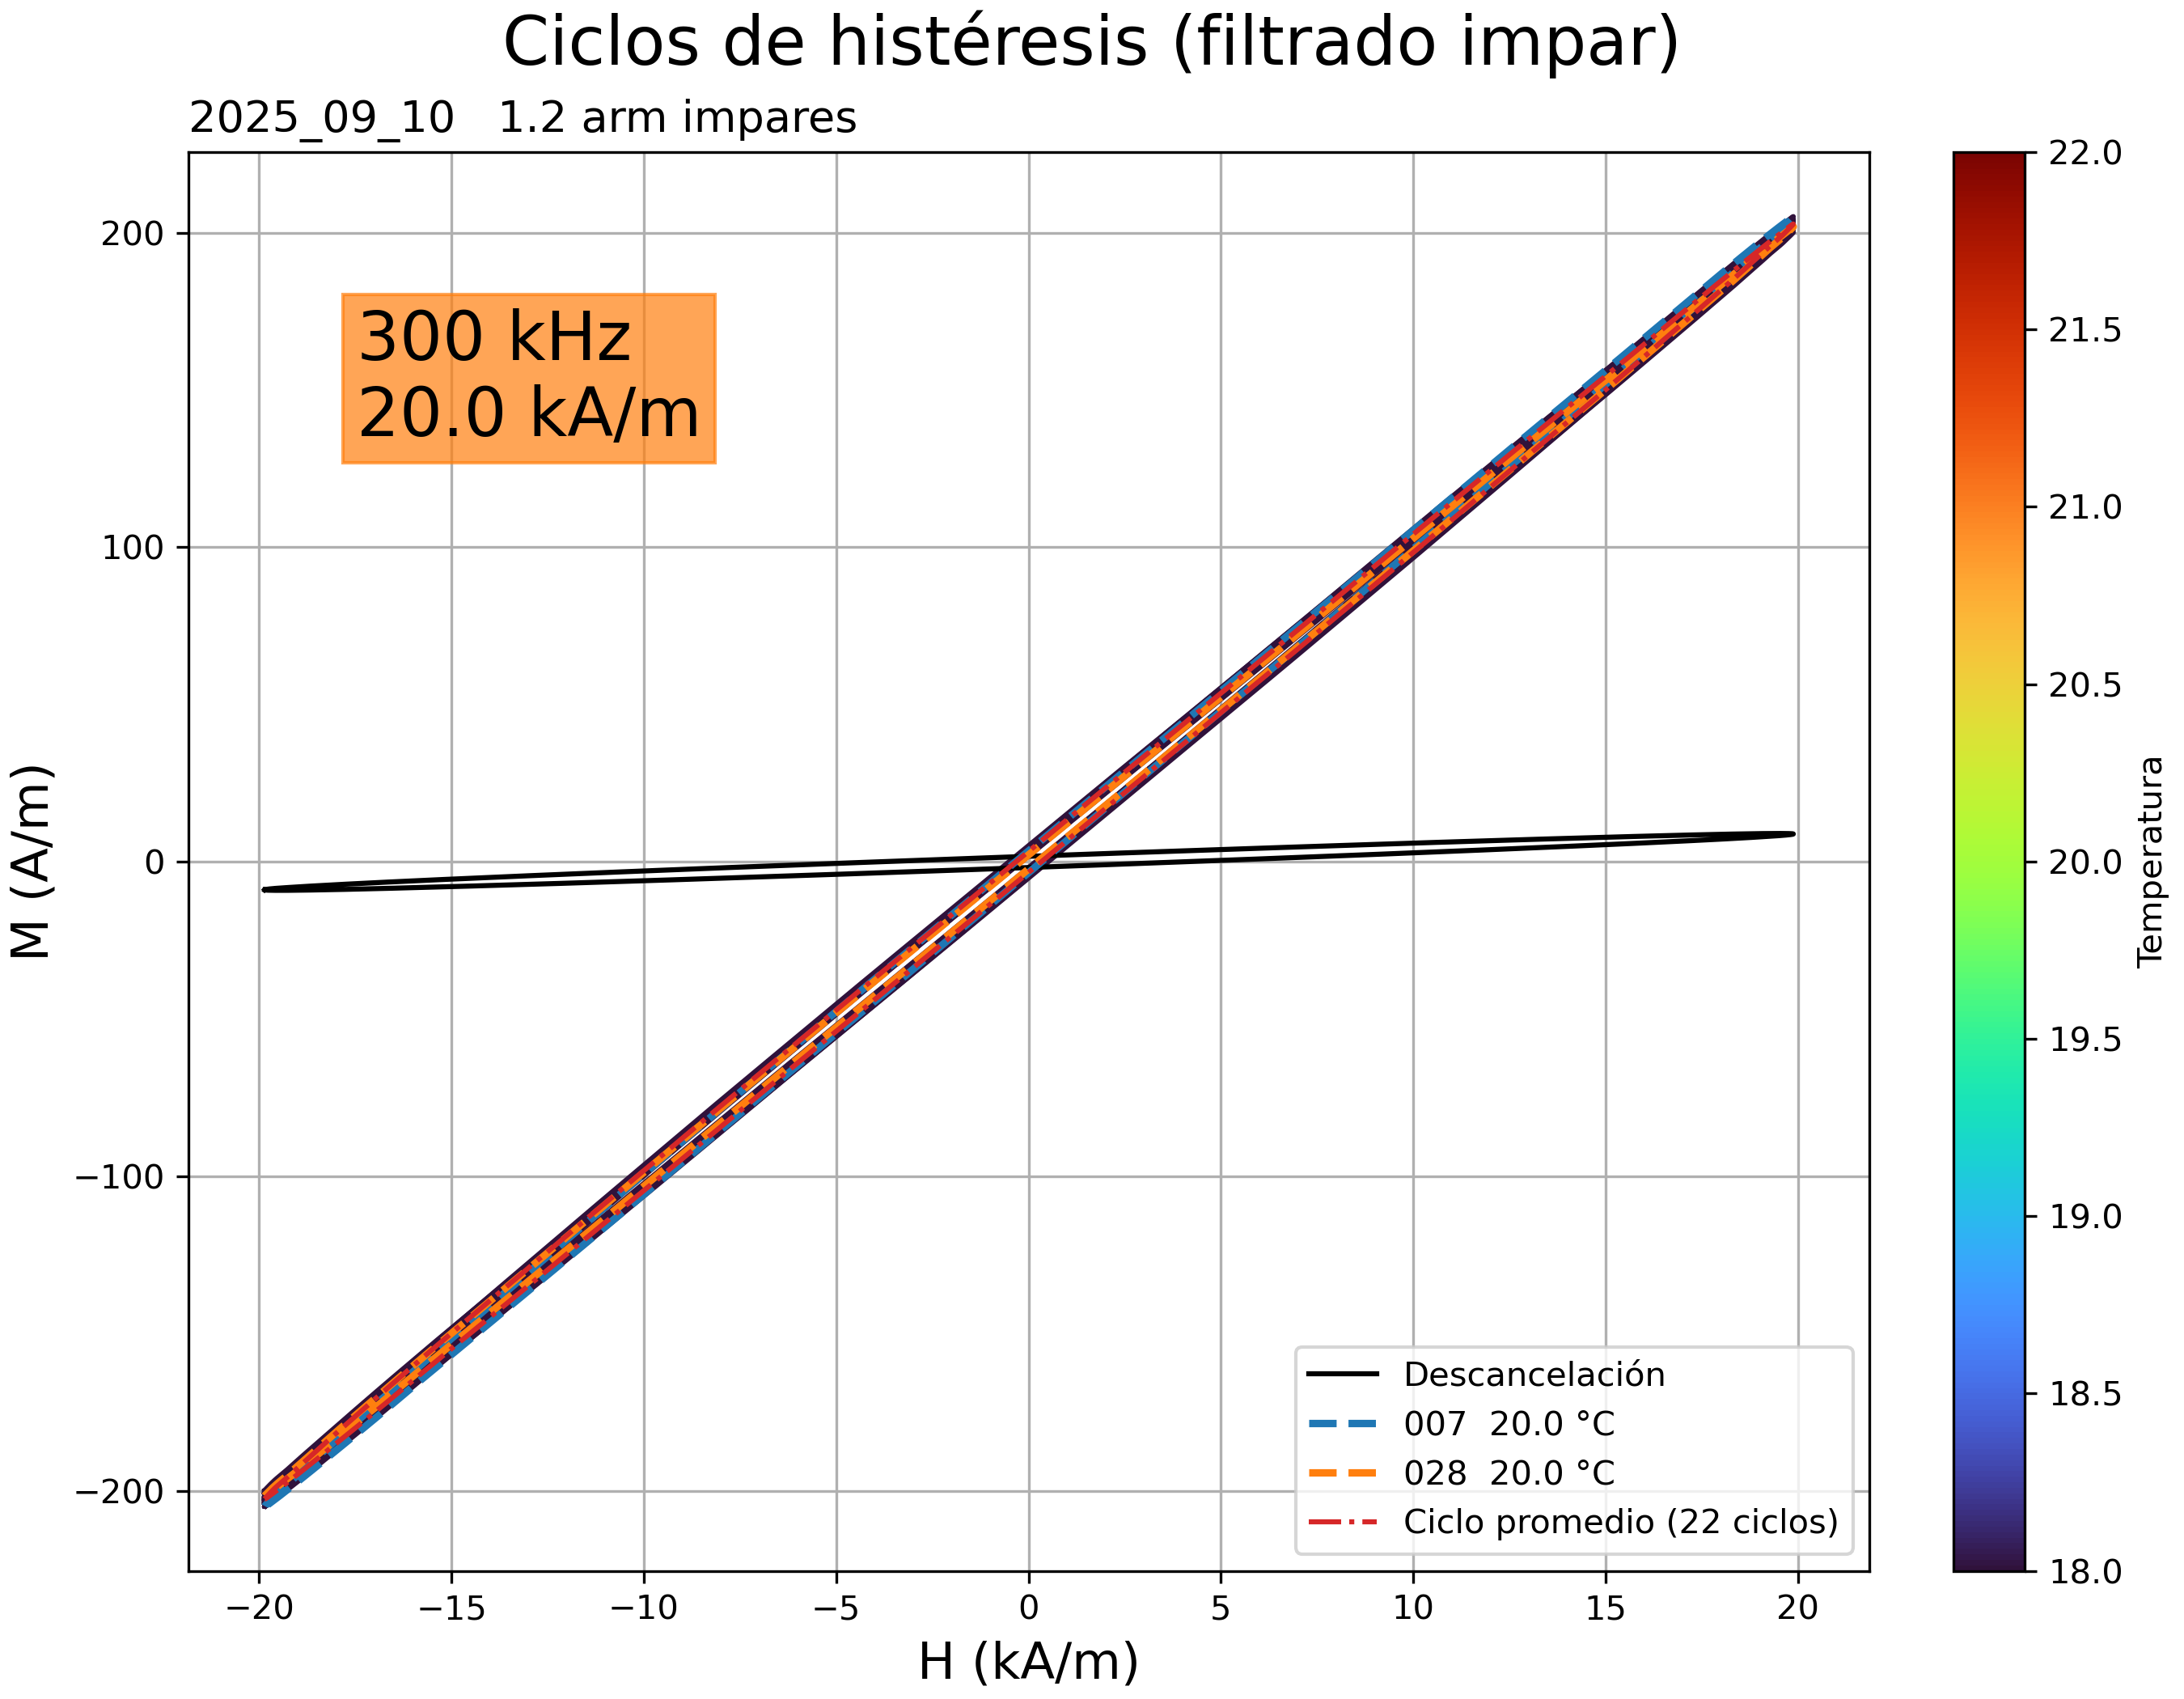 Ciclos de histéresis (filtrado impar)
2025_09_10   1.2 arm impares
300 kHz
20.0 kA/m
M (A/m)
200
100
0
−100
−200
−20
−15
−10
−5
0
5
10
15
20
H (kA/m)
Descancelación
007  20.0 °C
028  20.0 °C
Ciclo promedio (22 ciclos)
22.0
21.5
21.0
20.5
20.0
19.5
19.0
18.5
18.0
Temperatura